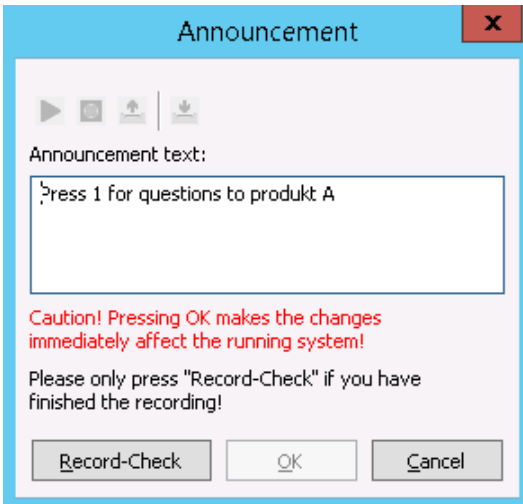 Announcement
X
Announcement text:
Press 1 for questions to produkt A
Caution! Pressing OK makes the changes
immediately affect the running system!
Please only press "Record-Check" if you have
finished the recording!
Record-Check OK Cancel